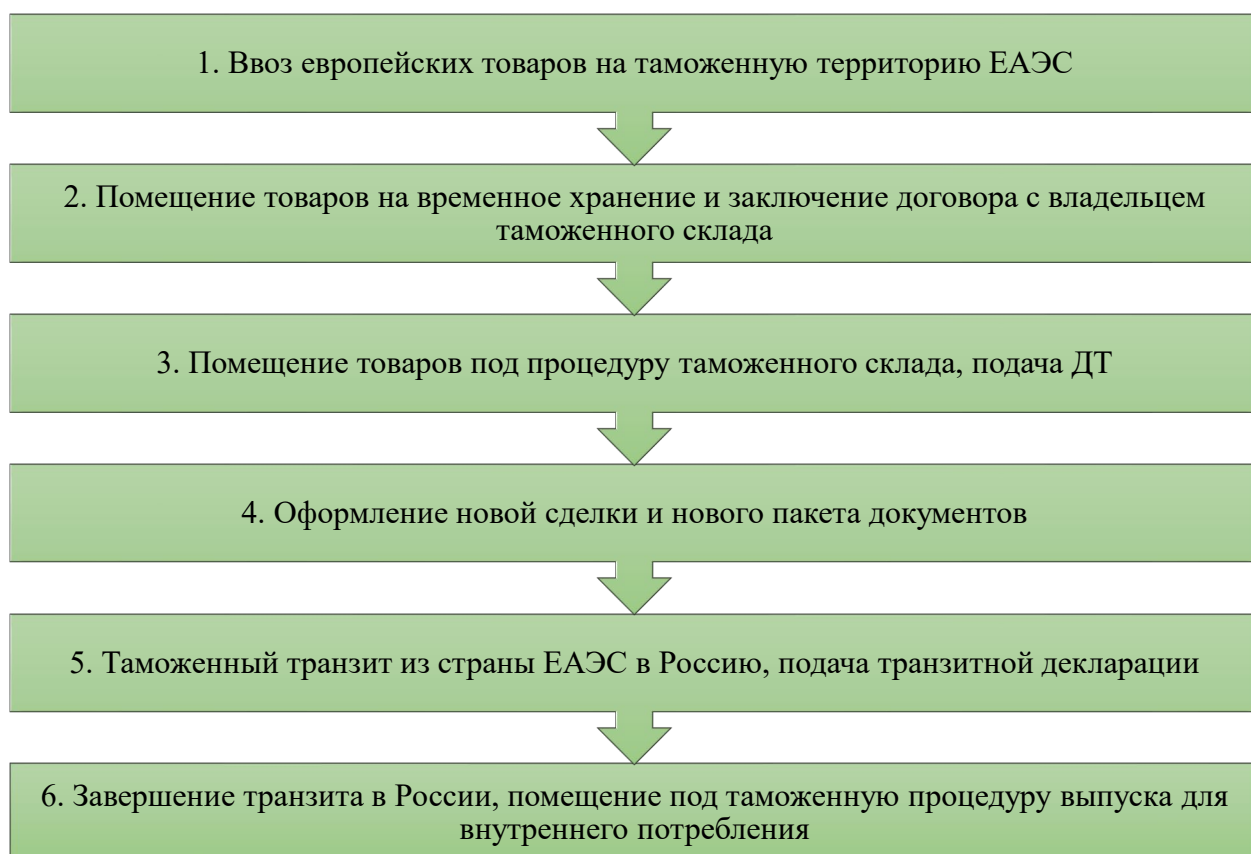 1. Ввоз европейских товаров на таможенную территорию ЕАЭС
2. Помещение товаров на временное хранение и заключение договора с владельцем
таможенного склада
3. Помещение товаров под процедуру таможенного склада, подача ДТ
4. Оформление новой сделки и нового пакета документов
5. Таможенный транзит из страны ЕАЭС в Россию, подача транзитной декларации
6. Завершение транзита в России, помещение под таможенную процедуру выпуска для
внутреннего потребления